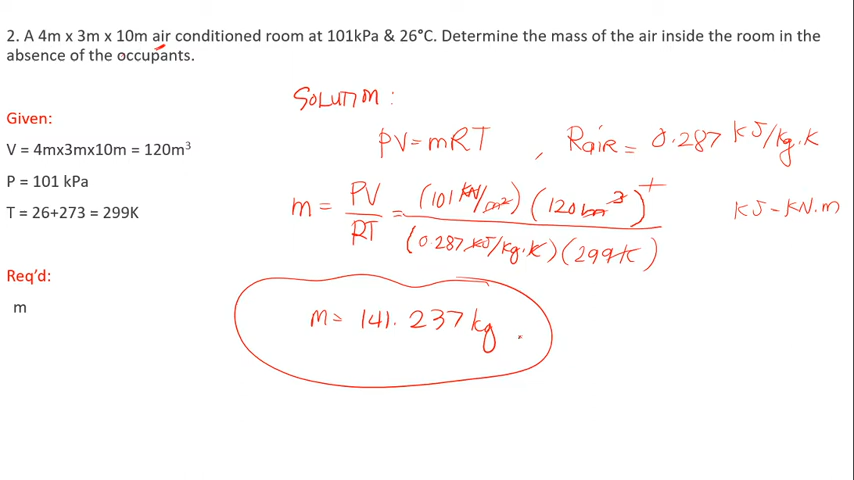 2. A 4m x 3m x 10m air conditioned room at 101kPa & 26°C. Determine the mass of the air inside the room in the
absence of the occupants.
SOLUTION :
Given:
PV = mRT , Rair = 0.287 kJ/kg.K
V = 4mx3mx10m = 120m³
P = 101 kPa
m = PV/RT = (101 kN/m²)(120m³) / (0.287 kJ/kg.K)(299K)
kJ - kN.m
T = 26+273 = 299K
Req'd:
m
m = 141.237 kg.